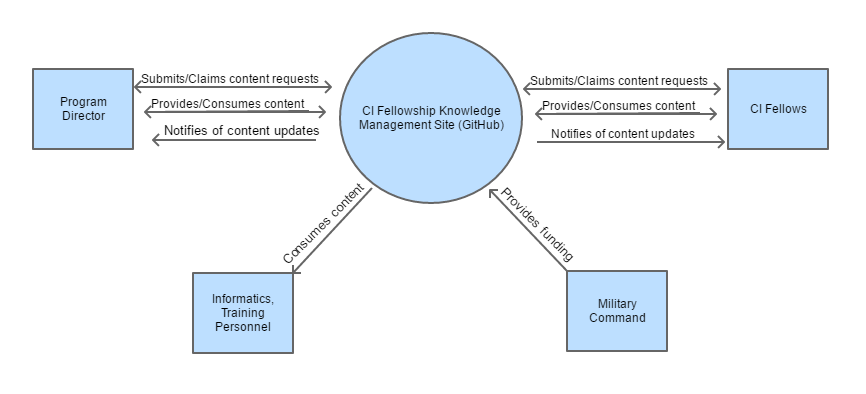 Submits/Claims content requests
Program
Director
Provides/Consumes content
Notifies of content updates
CI Fellowship Knowledge
Management Site (GitHub)
Submits/Claims content requests
Provides/Consumes content
Notifies of content updates
CI Fellows
Consumes content
Provides funding
Informatics,
Training
Personnel
Military
Command